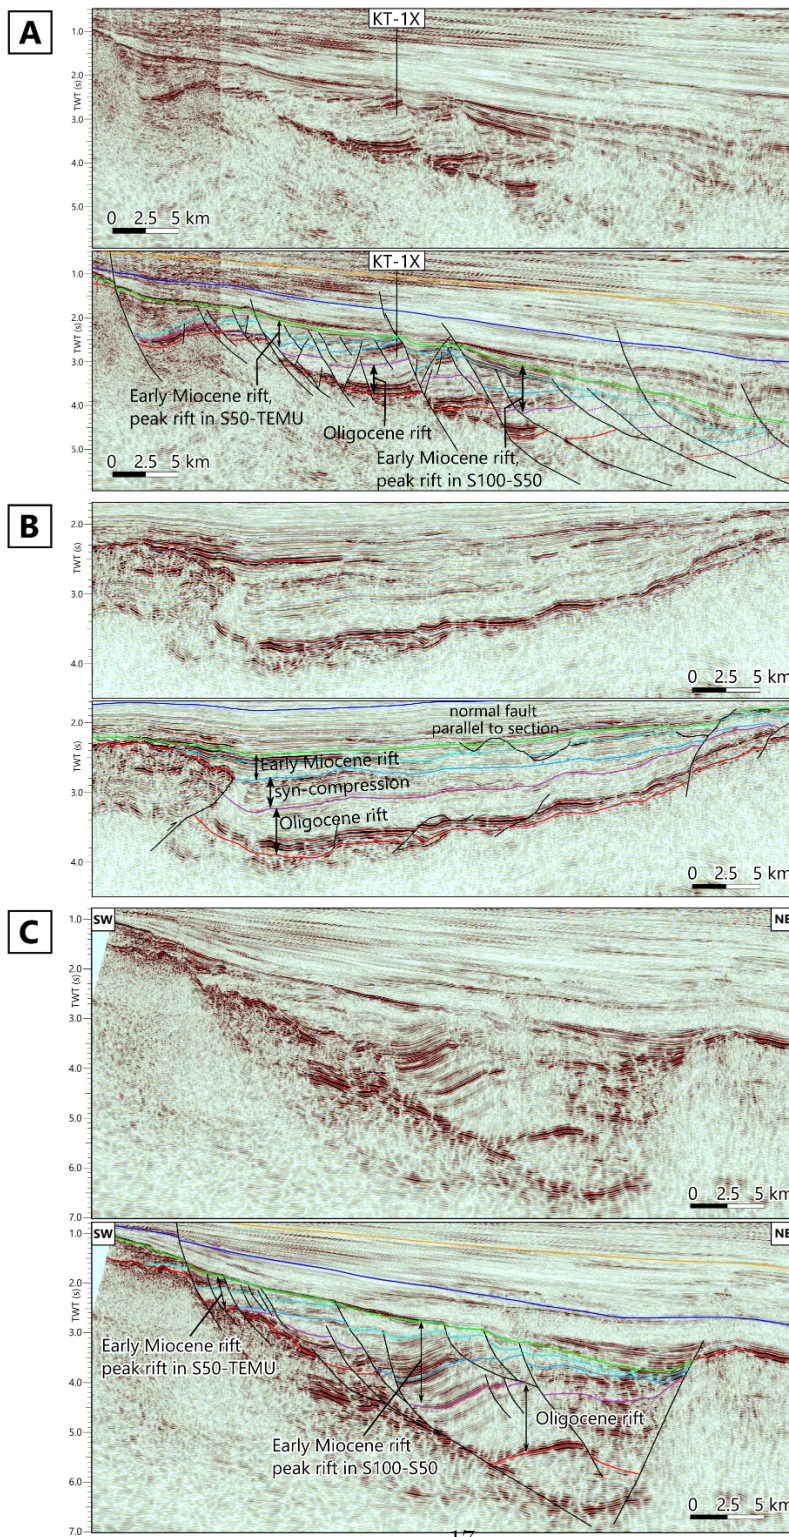 A
KT-1X
1.0
2.0
TWT (s)
3.0
4.0
5.0
0 2.5 5 km
KT-1X
1.0
2.0
TWT (s)
3.0
4.0
5.0
Early Miocene rift,
peak rift in S50-TEMU
Oligocene rift
Early Miocene rift,
peak rift in S100-S50
0 2.5 5 km
B
2.0
TWT (s)
3.0
4.0
0 2.5 5 km
normal fault
parallel to section
2.0
TWT (s)
3.0
4.0
Early Miocene rift
syn-compression
Oligocene rift
0 2.5 5 km
C
SW
NE
1.0
2.0
TWT (s)
3.0
4.0
5.0
6.0
7.0
0 2.5 5 km
SW
NE
1.0
2.0
TWT (s)
3.0
4.0
5.0
6.0
7.0
Early Miocene rift
peak rift in S50-TEMU
Early Miocene rift
peak rift in S100-S50
Oligocene rift
0 2.5 5 km